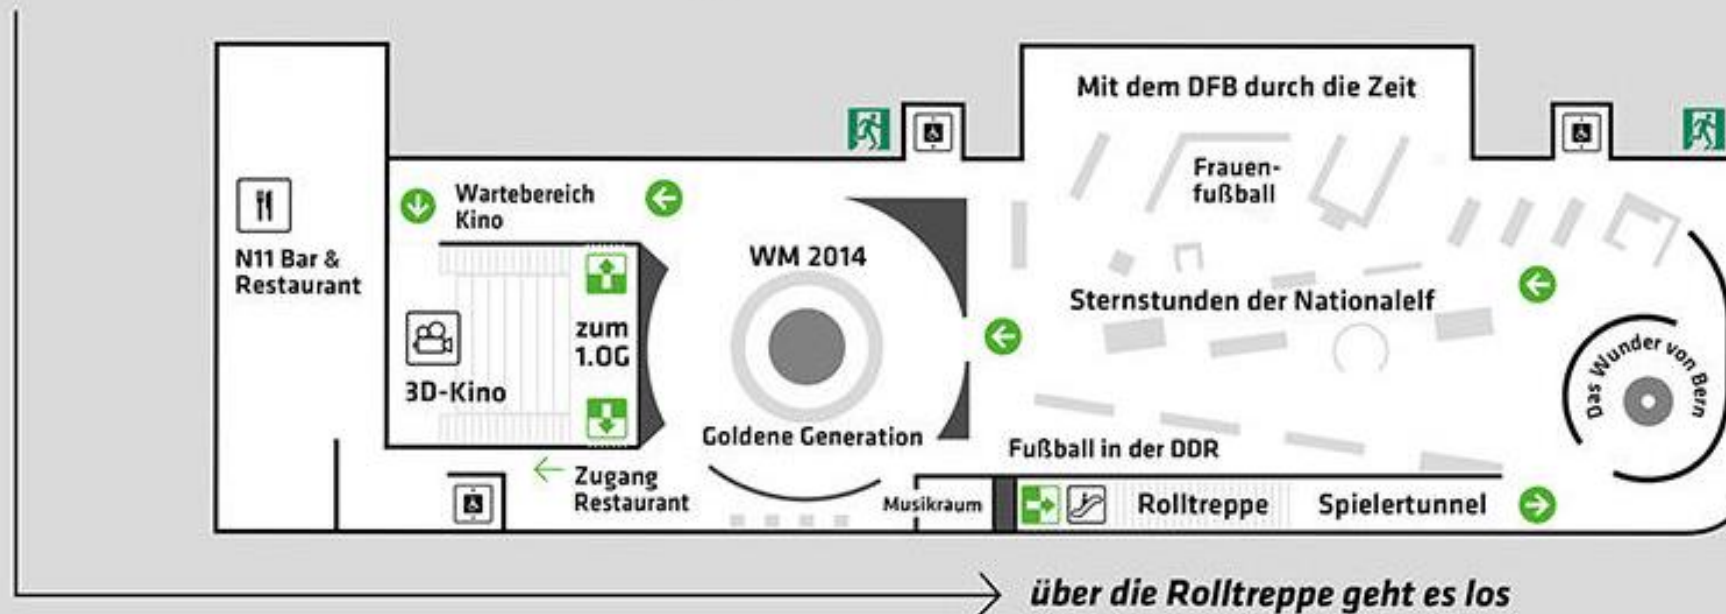 Mit dem DFB durch die Zeit
Frauen-
fußball
Wartebereich
Kino
N11 Bar &
Restaurant
WM 2014
Sternstunden der Nationalelf
zum
1.OG
3D-Kino
Das Wunder von Bern
Goldene Generation
Fußball in der DDR
Zugang
Restaurant
Musikraum
Rolltreppe
Spielertunnel
über die Rolltreppe geht es los